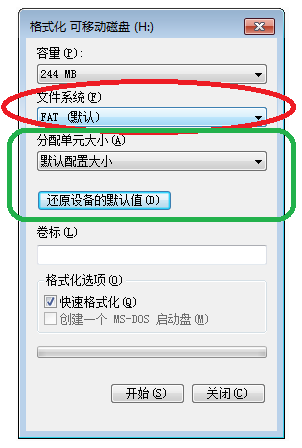 格式化 可移动磁盘 (H:)
容量(P):
244 MB
文件系统(F)
FAT (默认)
分配单元大小(A)
默认配置大小
还原设备的默认值(D)
卷标(L)
格式化选项(O)
快速格式化(Q)
创建一个 MS-DOS 启动盘(M)
开始(S)
关闭(C)